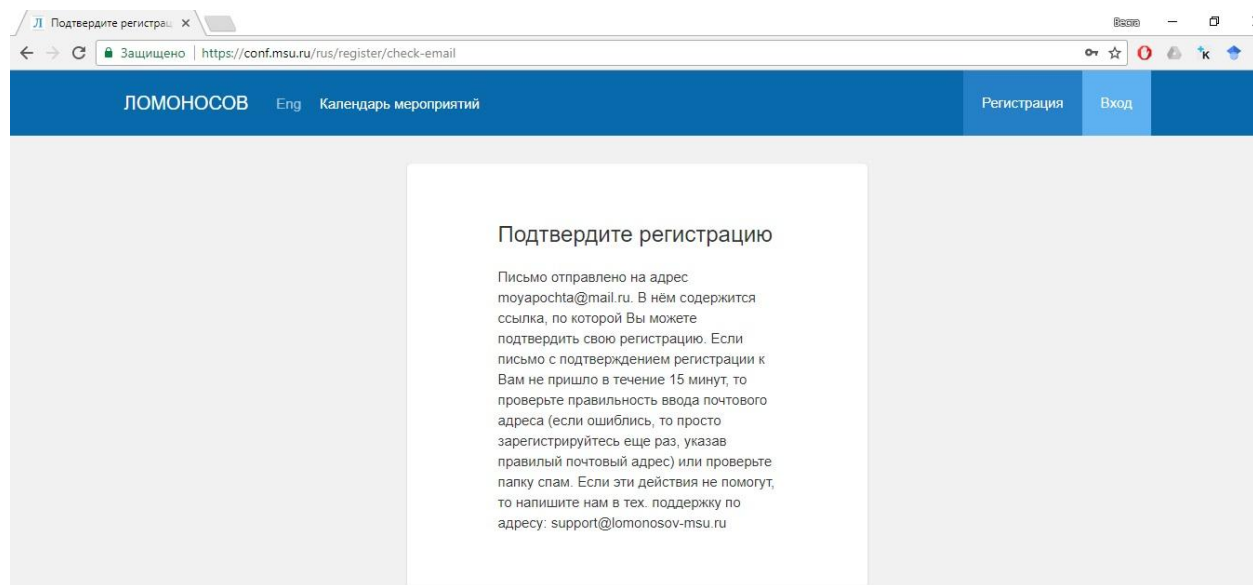 Подтвердите регистрац
Защищено | https://conf.msu.ru/rus/register/check-email
ЛОМОНОСОВ Eng Календарь мероприятий Регистрация Вход
Подтвердите регистрацию
Письмо отправлено на адрес
moyapochta@mail.ru. В нём содержится
ссылка, по которой Вы можете
подтвердить свою регистрацию. Если
письмо с подтверждением регистрации к
Вам не пришло в течение 15 минут, то
проверьте правильность ввода почтового
адреса (если ошиблись, то просто
зарегистрируйтесь еще раз, указав
правилый почтовый адрес) или проверьте
папку спам. Если эти действия не помогут,
то напишите нам в тех. поддержку по
адресу: support@lomonosov-msu.ru